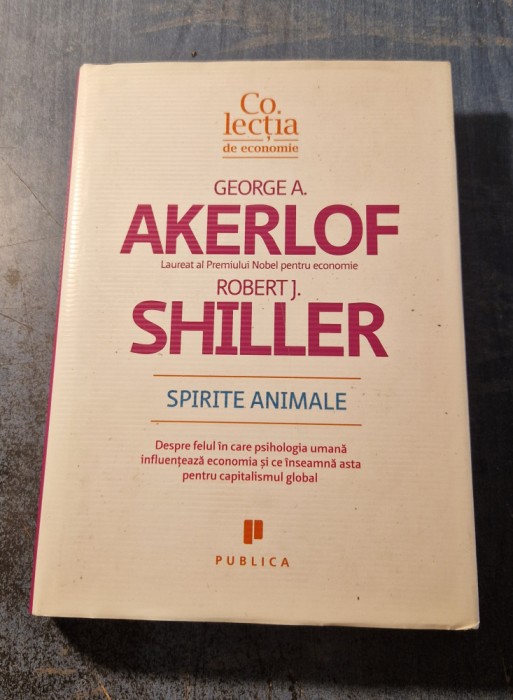 Co.
lecția
de economie
GEORGE A.
AKERLOF
Laureat al Premiului Nobel pentru economie
ROBERT J.
SHILLER
SPIRITE ANIMALE
Despre felul în care psihologia umană
influențează economia și ce înseamnă asta
pentru capitalismul global
PUBLICA